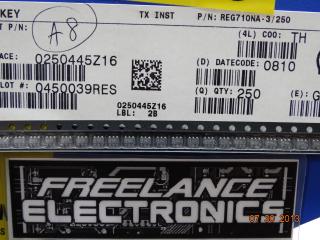 KEY TX INST P/N: REG710NA-3/250
T P/N: A8 (4L) COO: TH
ACE: 0250445Z16 (D) DATECODE: 0810
LOT #: 0450039RES (Q) QTY: 250 (E): G
0250445Z16
LBL: 2B
FREELANCE
ELECTRONICS
07.30.2013